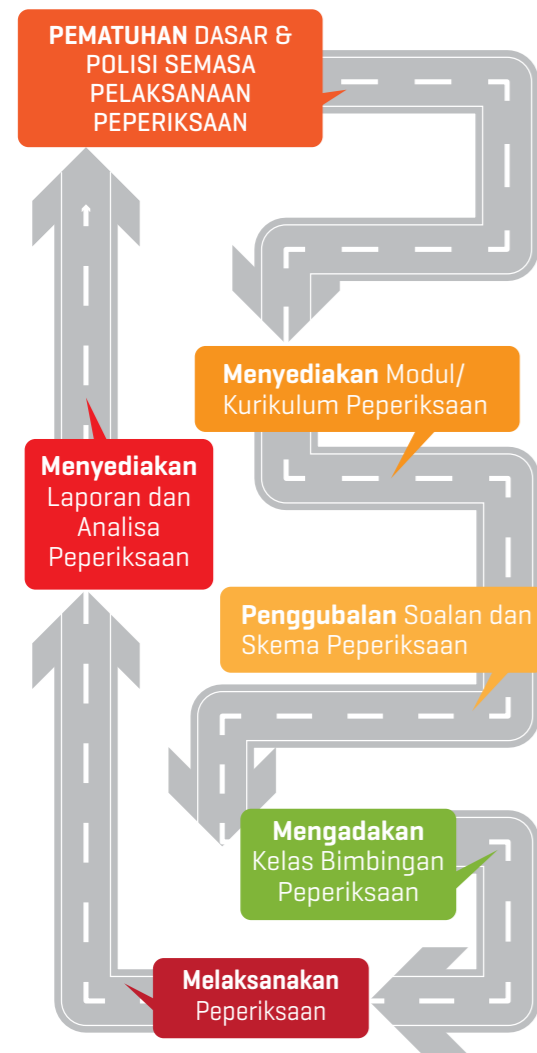 PEMATUHAN DASAR &
POLISI SEMASA
PELAKSANAAN
PEPERIKSAAN
Menyediakan Modul/
Kurikulum Peperiksaan
Penggubalan Soalan dan
Skema Peperiksaan
Mengadakan
Kelas Bimbingan
Peperiksaan
Melaksanakan
Peperiksaan
Menyediakan
Laporan dan
Analisa
Peperiksaan